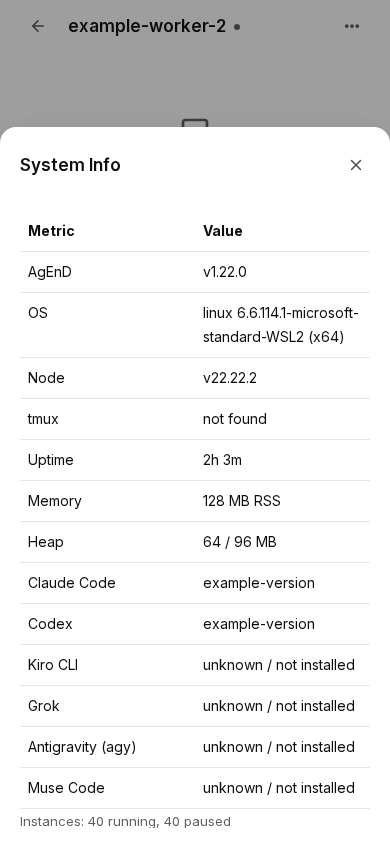 example-worker-2
System Info
Metric Value
AgEnD v1.22.0
OS linux 6.6.114.1-microsoft-
standard-WSL2 (x64)
Node v22.22.2
tmux not found
Uptime 2h 3m
Memory 128 MB RSS
Heap 64 / 96 MB
Claude Code example-version
Codex example-version
Kiro CLI unknown / not installed
Grok unknown / not installed
Antigravity (agy) unknown / not installed
Muse Code unknown / not installed
Instances: 40 running, 40 paused